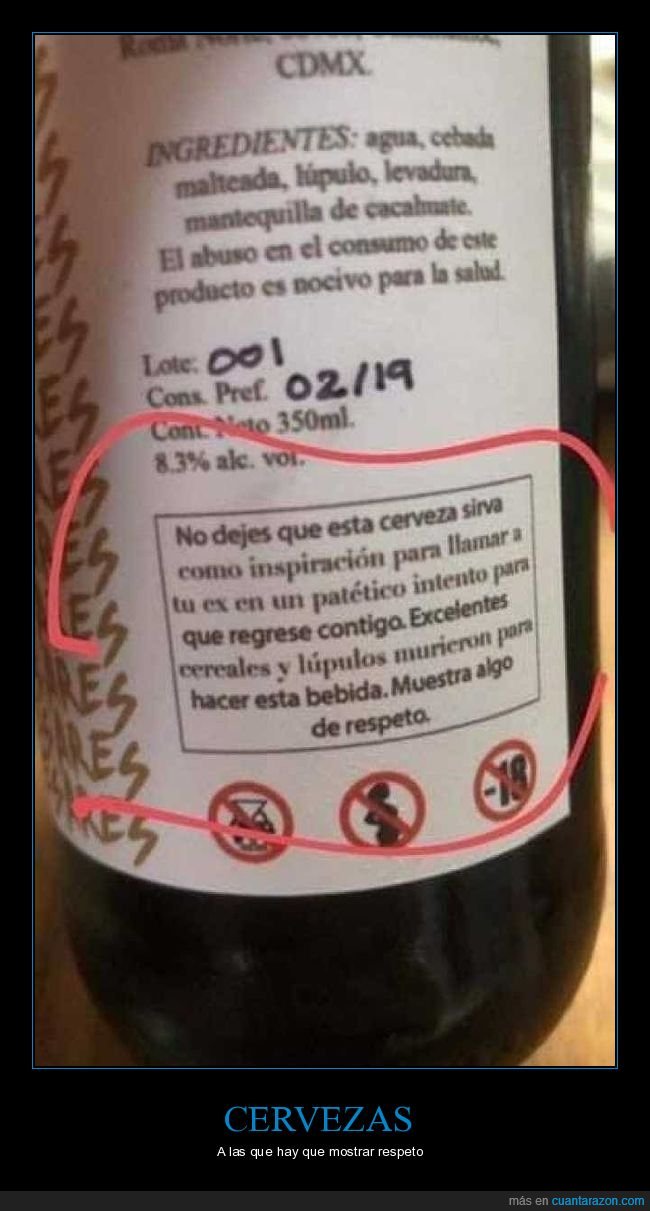 CDMX.
INGREDIENTES: agua, cebada
malteada, lúpulo, levadura,
mantequilla de cacahuate.
El abuso en el consumo de este
producto es nocivo para la salud.
Lote: 001
Cons. Pref. 02/19
Cont. Neto 350ml.
8.3% alc. vol.
No dejes que esta cerveza sirva
como inspiración para llamar a
tu ex en un patético intento para
que regrese contigo. Excelentes
cereales y lúpulos murieron para
hacer esta bebida. Muestra algo
de respeto.
-18
CERVEZAS
A las que hay que mostrar respeto
más en cuantarazon.com